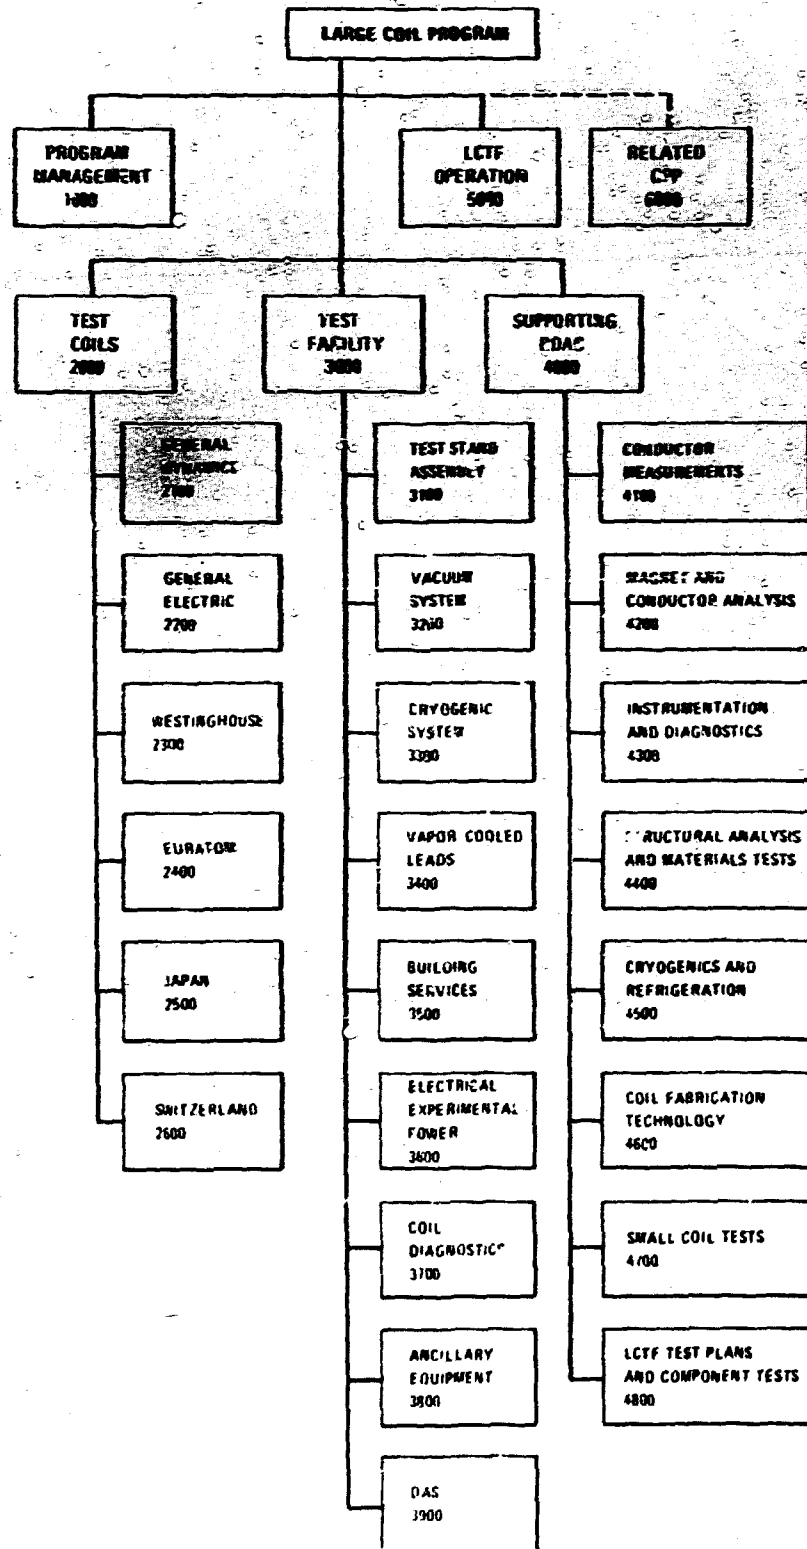 LARGE COIL PROGRAM
PROGRAM
MANAGEMENT
1000
LCTF
OPERATION
5000
RELATED
6000
TEST
COILS
2000
TEST
FACILITY
3000
SUPPORTING
4000
GENERAL
DYNAMICS
2100
GENERAL
ELECTRIC
2200
WESTINGHOUSE
2300
EURATOM
2400
JAPAN
2500
SWITZERLAND
2600
TEST STAND
ASSEMBLY
3100
VACUUM
SYSTEM
3200
CRYOGENIC
SYSTEM
3300
VAPOR COOLED
LEADS
3400
BUILDING
SERVICES
3500
ELECTRICAL
EXPERIMENTAL
POWER
3600
COIL
DIAGNOSTICS
3700
ANCILLARY
EQUIPMENT
3800
DAS
3900
CONDUCTOR
MEASUREMENTS
4100
MAGNET AND
CONDUCTOR ANALYSIS
4200
INSTRUMENTATION
AND DIAGNOSTICS
4300
STRUCTURAL ANALYSIS
AND MATERIALS TESTS
4400
CRYOGENICS AND
REFRIGERATION
4500
COIL FABRICATION
TECHNOLOGY
4600
SMALL COIL TESTS
4700
LCTF TEST PLANS
AND COMPONENT TESTS
4800